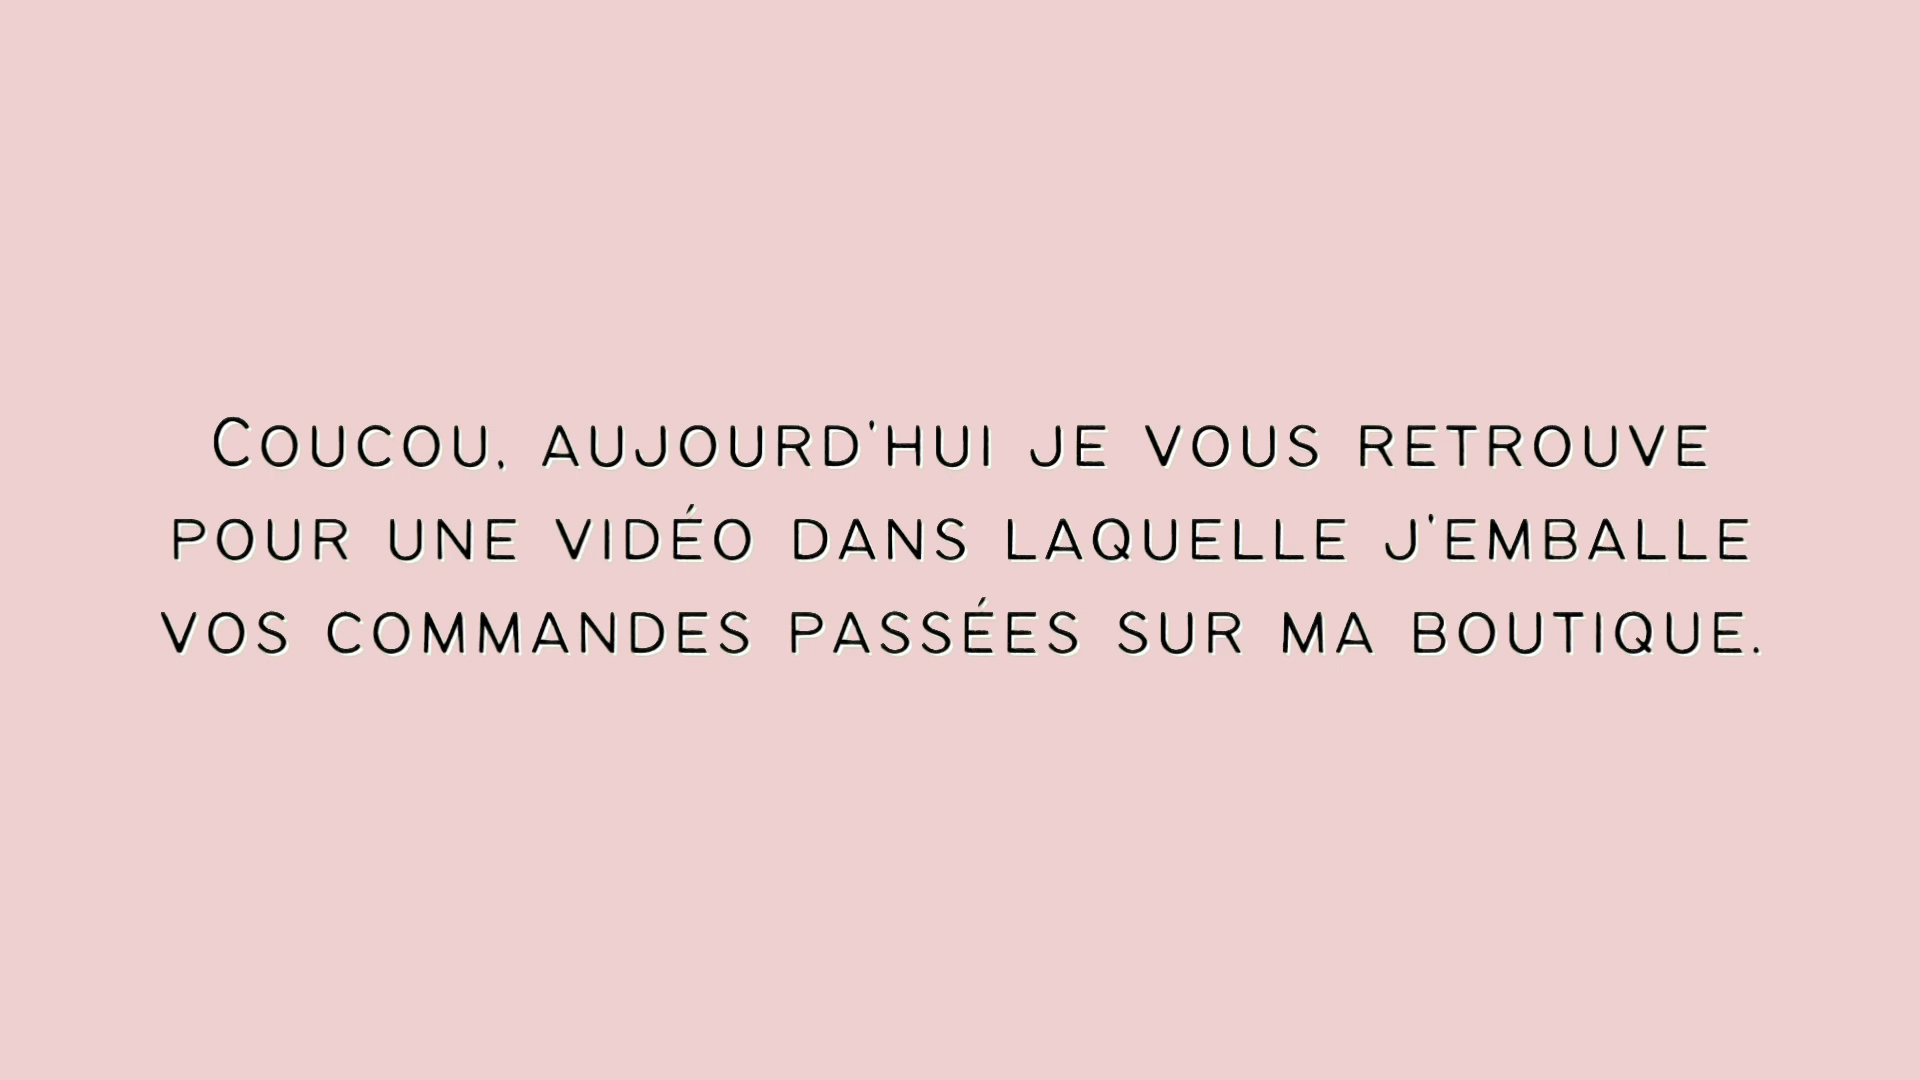 Coucou, aujourd'hui je vous retrouve
pour une vidéo dans laquelle j'emballe
vos commandes passées sur ma boutique.